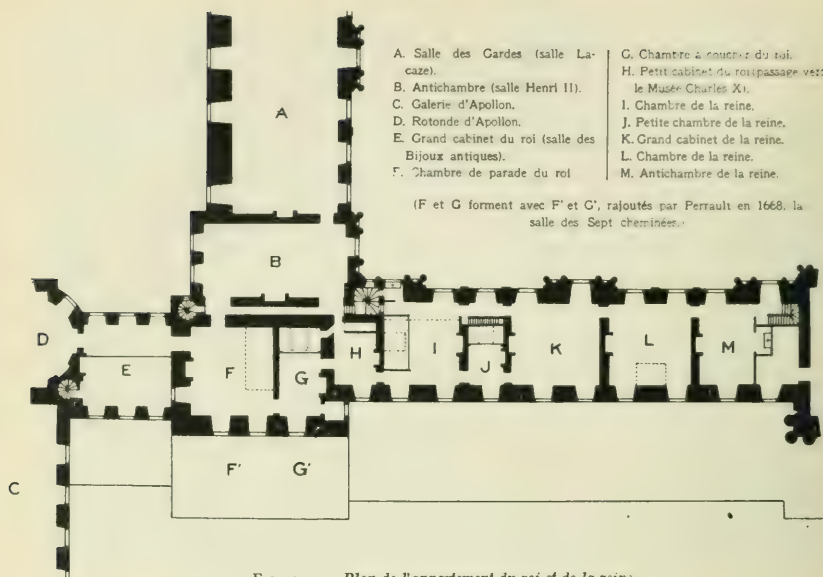 A. Salle des Gardes (salle La-
caze).
B. Antichambre (salle Henri II).
C. Galerie d'Apollon.
D. Rotonde d'Apollon.
E. Grand cabinet du roi (salle des
Bijoux antiques).
F. Chambre de parade du roi
G. Chambre à coucher du roi.
H. Petit cabinet du roi (passage vers
le Musée Charles X).
I. Chambre de la reine.
J. Petite chambre de la reine.
K. Grand cabinet de la reine.
L. Chambre de la reine.
M. Antichambre de la reine.
(F et G forment avec F' et G', rajoutés par Perrault en 1668, la
salle des Sept cheminées.)
A
B
D
E
F
G
H
I
J
K
L
M
F'
G'
C
Plan de l'appartement du roi et de la reine